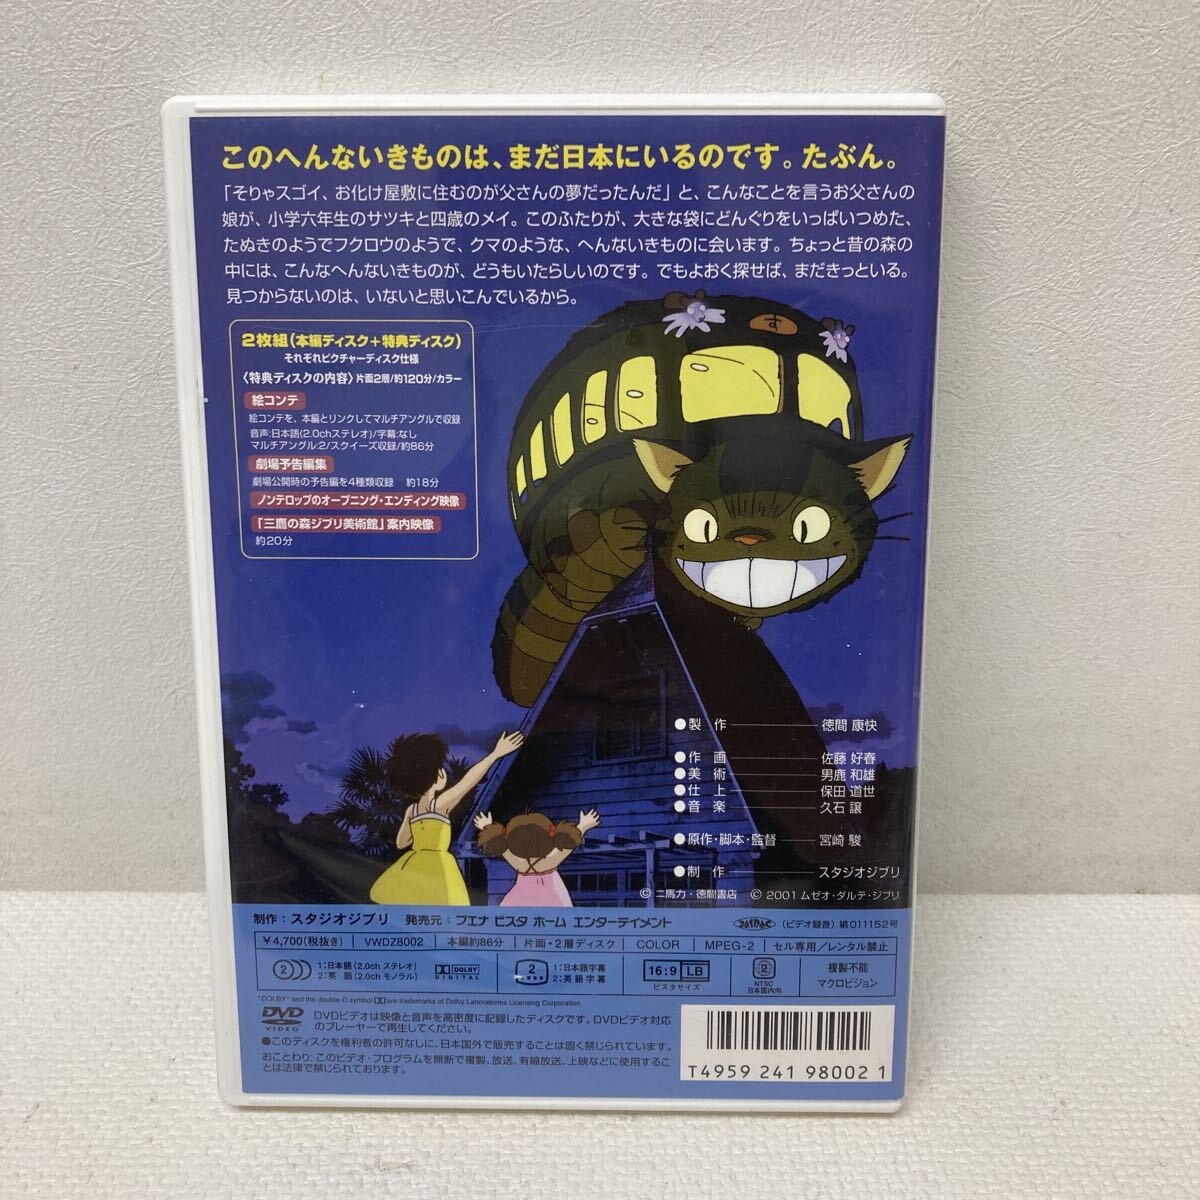 このへんないきものは、まだ日本にいるのです。たぶん。
「そりゃスゴイ、お化け屋敷に住むのが父さんの夢だったんだ」と、こんなことを言うお父さんの
娘が、小学六年生のサツキと四歳のメイ。このふたりが、大きな袋にどんぐりをいっぱいつめた、
たぬきのようでフクロウのようで、クマのような、へんないきものに会います。ちょっと昔の森の
中には、こんなへんないきものが、どうもいたらしいのです。でもよおく探せば、まだきっといる。
見つからないのは、いないと思いこんでいるから。
2枚組(本編ディスク+特典ディスク)
それぞれピクチャーディスク仕様
〈特典ディスクの内容〉片面2層/約120分/カラー
絵コンテ
絵コンテを、本編とリンクしてマルチアングルで収録
音声:日本語(2.0chステレオ)/字幕:なし
マルチアングル:2/スクイーズ収録/約86分
劇場予告編集
劇場公開時の予告編を4種類収録 約18分
ノンテロップのオープニング・エンディング映像
「三鷹の森ジブリ美術館」案内映像
約20分
す
●製 作 徳間 康快
●作 画 佐藤 好春
●美 術 男鹿 和雄
●仕 上 保田 道世
●音 楽 久石 譲
●原作・脚本・監督 宮崎 駿
●制 作 スタジオジブリ
© 二馬力・徳間書店 © 2001 ムゼオ・ダルテ・ジブリ
制作：スタジオジブリ 発売元：ブエナ ビスタ ホーム エンターテイメント
(ビデオ録音) 第011152号
¥4,700(税抜き) VWDZ8002 本編約86分 片面・2層ディスク COLOR MPEG-2 セル専用／レンタル禁止
2 1:日本語(2.0ch ステレオ)
2:英 語(2.0ch モノラル)
DOLBY DIGITAL
2 1:日本語字幕
2:英 語 字幕
16:9 LB
ビスタサイズ
2
NTSC
日本国内向
複製不能
マクロビジョン
"DOLBY" and the double-D symbol are trademarks of Dolby Laboratories Licensing Corporation.
DVD VIDEO
DVDビデオは映像と音声を高密度に記録したディスクです。DVDビデオ対応
のプレーヤーで再生してください。
●このディスクを権利者の許可なしに、日本国外で販売することは固く禁じられています。
おことわり:このビデオ・プログラムを無断で複製、放送、有線放送、上映などに使用するこ
とは法律で禁じられております。
T4959 241 98002 1